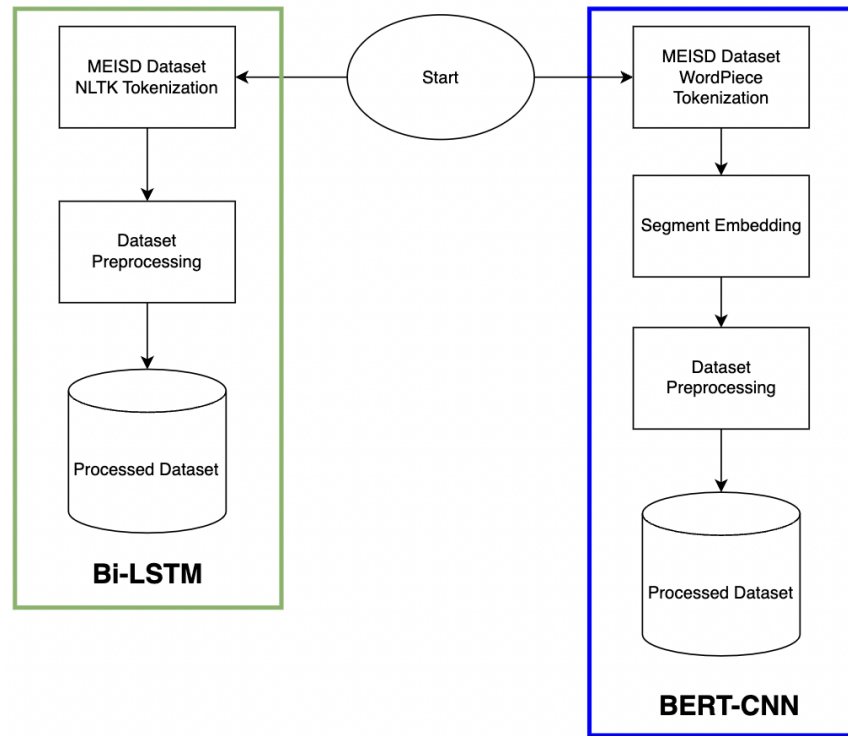 Start
MEISD Dataset
NLTK Tokenization
Dataset
Preprocessing
Processed Dataset
Bi-LSTM
MEISD Dataset
WordPiece
Tokenization
Segment Embedding
Dataset
Preprocessing
Processed Dataset
BERT-CNN